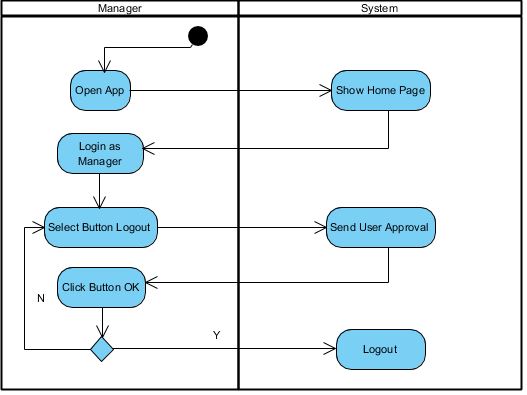 Manager
System
Open App
Show Home Page
Login as
Manager
Select Button Logout
Send User Approval
Click Button OK
N
Y
Logout